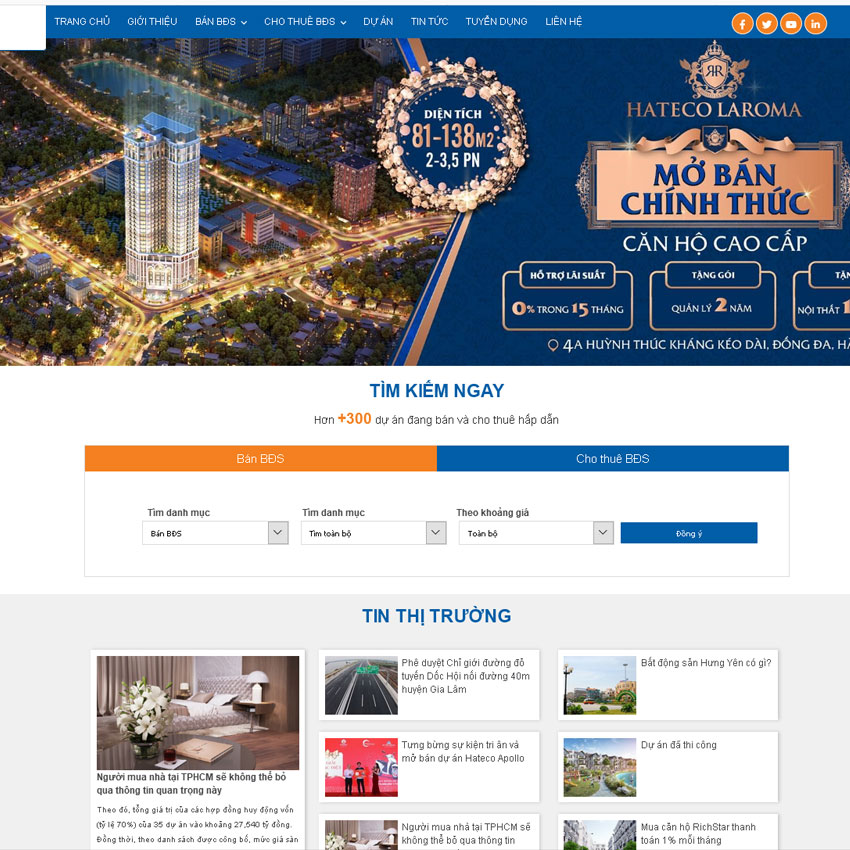 TRANG CHỦ GIỚI THIỆU BÁN BĐS CHO THUÊ BĐS DỰ ÁN TIN TỨC TUYỂN DỤNG LIÊN HỆ
HATECO LAROMA
DIỆN TÍCH
81-138M2
2-3,5 PN
MỞ BÁN
CHÍNH THỨC
CĂN HỘ CAO CẤP
HỖ TRỢ LÃI SUẤT
0% TRONG 15 THÁNG
TẶNG GÓI
QUẢN LÝ 2 NĂM
TẶN
NỘI THẤT 1
4A HUỲNH THÚC KHÁNG KÉO DÀI, ĐỐNG ĐA, HÀ
TÌM KIẾM NGAY
Hơn +300 dự án đang bán và cho thuê hấp dẫn
Bán BĐS Cho thuê BĐS
Tìm danh mục Tìm danh mục Theo khoảng giá
Bán BĐS Tìm toàn bộ Toàn bộ Đồng ý
TIN THỊ TRƯỜNG
Người mua nhà tại TPHCM sẽ không thể bỏ
qua thông tin quan trọng này
Theo đó, tổng giá trị của các hợp đồng huy động vốn
(tỷ lệ 70%) của 35 dự án vào khoảng 27,540 tỷ đồng.
Đồng thời, theo danh sách được công bố, mức giá sàn
Phê duyệt Chỉ giới đường đỏ
tuyến Dốc Hội nối đường 40m
huyện Gia Lâm
Tưng bừng sự kiện tri ân và
mở bán dự án Hateco Apollo
Người mua nhà tại TPHCM sẽ
không thể bỏ qua thông tin
Bất động sản Hưng Yên có gì?
Dự án đã thi công
Mua căn hộ RichStar thanh
toán 1% mỗi tháng